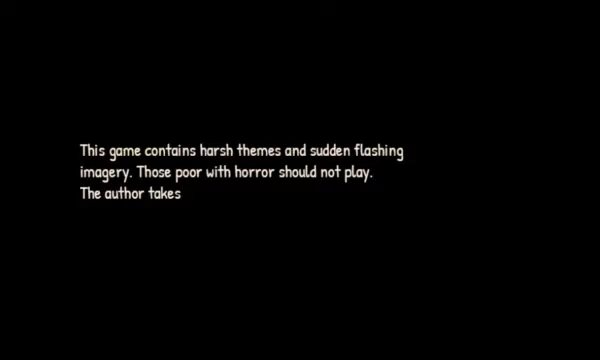 This game contains harsh themes and sudden flashing
imagery. Those poor with horror should not play.
The author takes